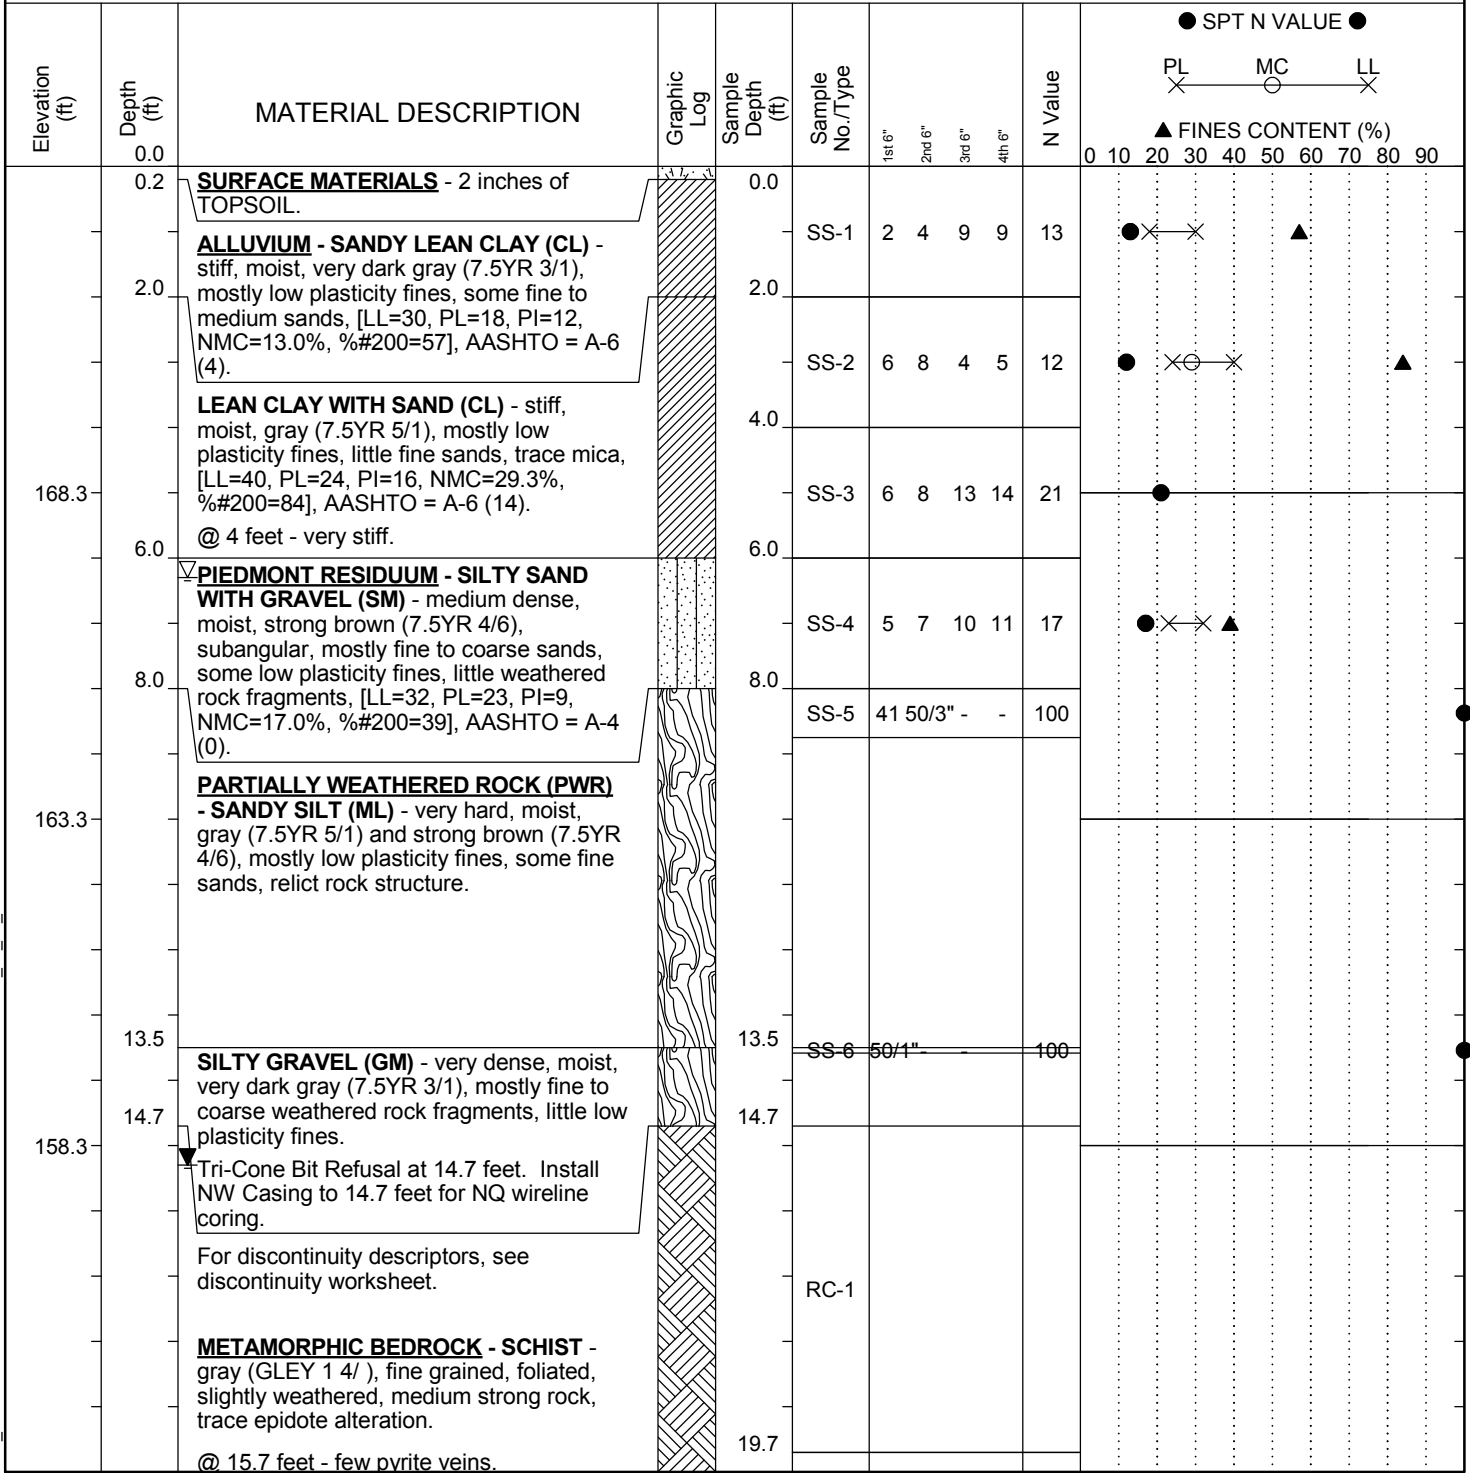 ● SPT N VALUE ●
PL MC LL
▲ FINES CONTENT (%)
0 10 20 30 40 50 60 70 80 90
Elevation
(ft)
Depth
(ft)
0.0
MATERIAL DESCRIPTION
Graphic
Log
Sample
Depth
(ft)
Sample
No./Type
1st 6"
2nd 6"
3rd 6"
4th 6"
N Value
0.2
SURFACE MATERIALS - 2 inches of
TOPSOIL.
0.0
ALLUVIUM - SANDY LEAN CLAY (CL) -
stiff, moist, very dark gray (7.5YR 3/1),
mostly low plasticity fines, some fine to
medium sands, [LL=30, PL=18, PI=12,
NMC=13.0%, %#200=57], AASHTO = A-6
(4).
SS-1 2 4 9 9 13
2.0
2.0
LEAN CLAY WITH SAND (CL) - stiff,
moist, gray (7.5YR 5/1), mostly low
plasticity fines, little fine sands, trace mica,
[LL=40, PL=24, PI=16, NMC=29.3%,
%#200=84], AASHTO = A-6 (14).
@ 4 feet - very stiff.
SS-2 6 8 4 5 12
4.0
168.3
SS-3 6 8 13 14 21
6.0
6.0
PIEDMONT RESIDUUM - SILTY SAND
WITH GRAVEL (SM) - medium dense,
moist, strong brown (7.5YR 4/6),
subangular, mostly fine to coarse sands,
some low plasticity fines, little weathered
rock fragments, [LL=32, PL=23, PI=9,
NMC=17.0%, %#200=39], AASHTO = A-4
(0).
SS-4 5 7 10 11 17
8.0
8.0
SS-5 41 50/3" - - 100
PARTIALLY WEATHERED ROCK (PWR)
- SANDY SILT (ML) - very hard, moist,
gray (7.5YR 5/1) and strong brown (7.5YR
4/6), mostly low plasticity fines, some fine
sands, relict rock structure.
163.3
13.5
13.5
SS-6 50/1" - - 100
SILTY GRAVEL (GM) - very dense, moist,
very dark gray (7.5YR 3/1), mostly fine to
coarse weathered rock fragments, little low
plasticity fines.
14.7
14.7
158.3
Tri-Cone Bit Refusal at 14.7 feet. Install
NW Casing to 14.7 feet for NQ wireline
coring.
For discontinuity descriptors, see
discontinuity worksheet.
RC-1
METAMORPHIC BEDROCK - SCHIST -
gray (GLEY 1 4/ ), fine grained, foliated,
slightly weathered, medium strong rock,
trace epidote alteration.
19.7
@ 15.7 feet - few pyrite veins.